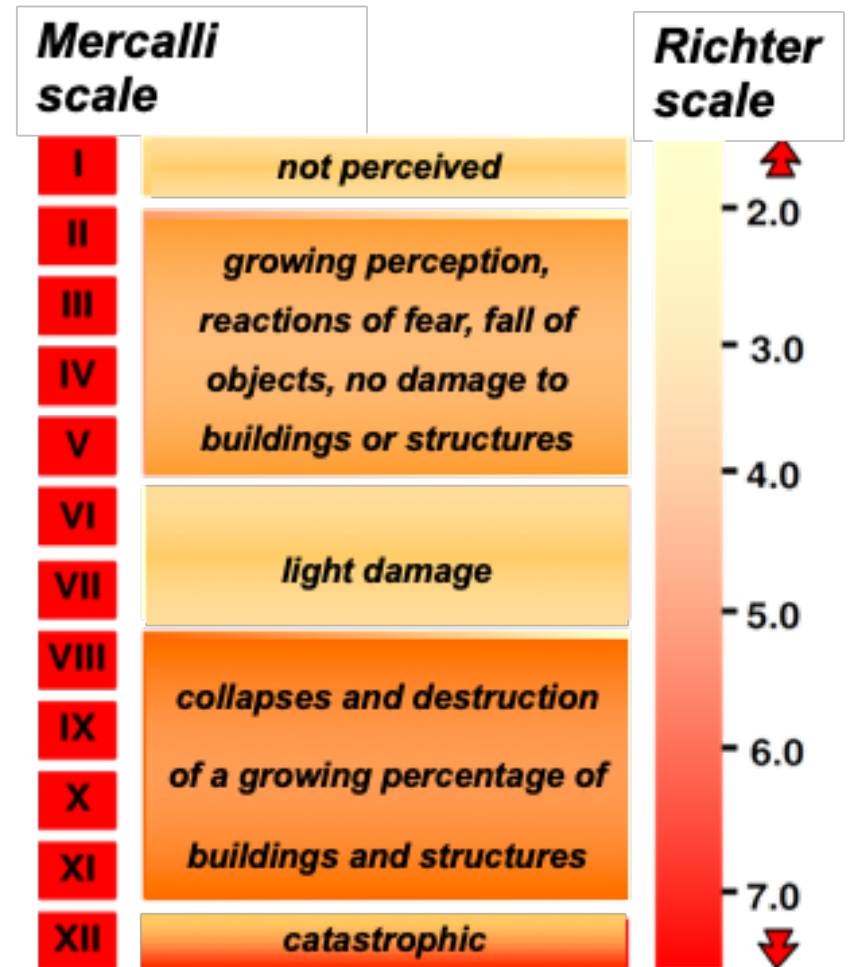 Mercalli
scale
Richter
scale
I
not perceived
2.0
II
growing perception,
III
reactions of fear, fall of
3.0
IV
objects, no damage to
V
buildings or structures
4.0
VI
light damage
VII
5.0
VIII
collapses and destruction
IX
of a growing percentage of
6.0
X
buildings and structures
XI
7.0
XII
catastrophic